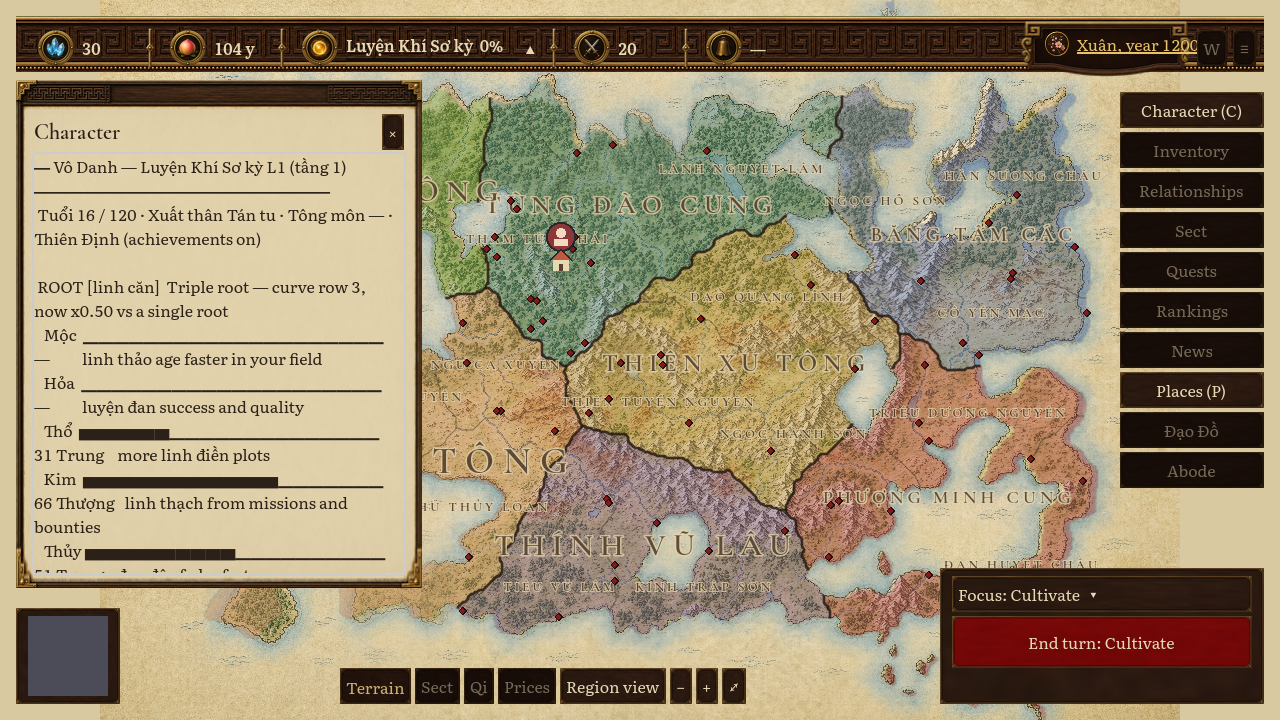 30
104 y
Luyện Khí Sơ kỳ 0%
▲
20
—
Xuân, year 1200
W
≡
Character
×
— Vô Danh — Luyện Khí Sơ kỳ L1 (tầng 1)
Tuổi 16 / 120 · Xuất thân Tán tu · Tông môn — ·
Thiên Định (achievements on)
ROOT [linh căn]  Triple root — curve row 3,
now x0.50 vs a single root
Mộc
— linh thảo age faster in your field
Hỏa
— luyện đan success and quality
Thổ
31 Trung more linh điền plots
Kim
66 Thượng linh thạch from missions and
bounties
Thủy
Character (C)
Inventory
Relationships
Sect
Quests
Rankings
News
Places (P)
Đạo Đồ
Abode
LÃNH NGUYỆT LÂM
HÀN SƯƠNG CHÂU
NGỌC HỒ SƠN
TÙNG ĐÀO CUNG
BĂNG TÂM CÁC
DAO QUANG LĨNH
CÔ YÊN MẠC
THIÊN XU TÔNG
THIÊN TUYỀN NGUYÊN
TRIỀU DƯƠNG NGUYÊN
NGỌC HÀNH SƠN
TÔNG
PHƯỢNG MINH CUNG
THÍNH VŨ LÂU
TIÊU VŨ LÂM
KINH TRẬP SƠN
ĐAN HUYỆT CHÂU
Focus: Cultivate ▾
End turn: Cultivate
Terrain
Sect
Qi
Prices
Region view
−
+
⤢